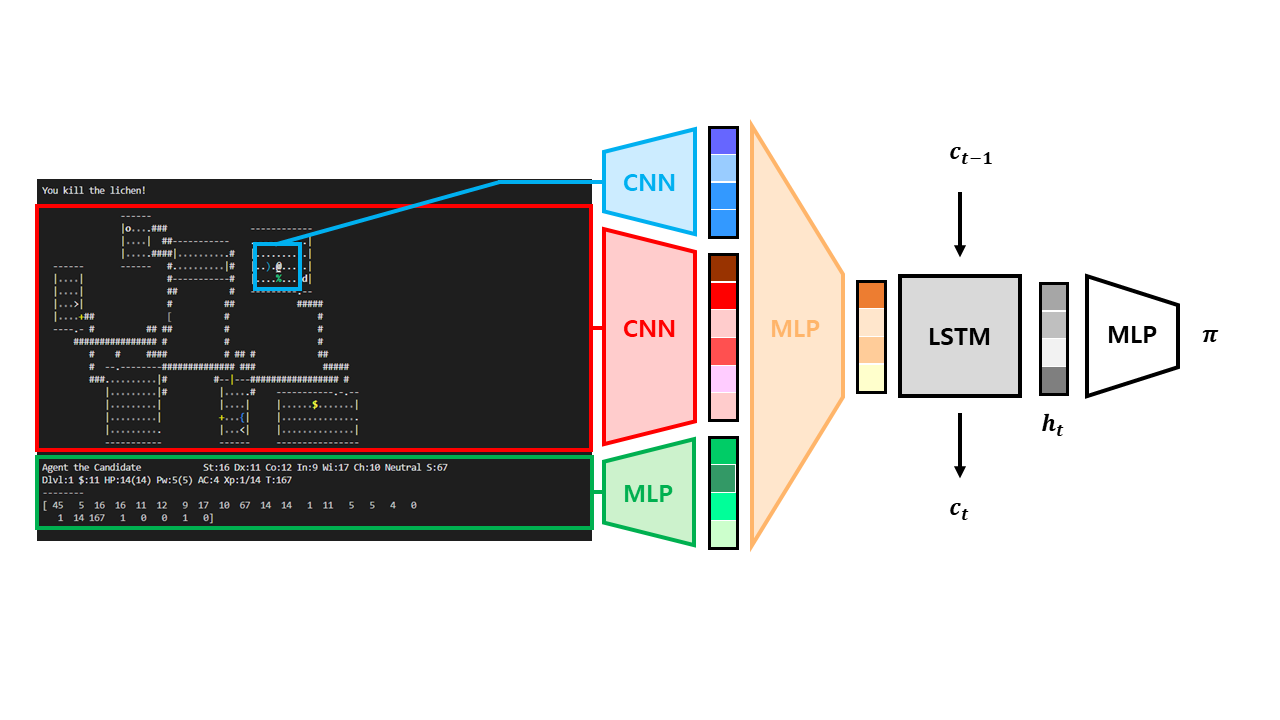 You kill the lichen!
------
|o....###              -----------
|....|  ##-----------              .|
|.....####|.........#    ........|
------    ------   #.........|#    ).@....|
|....|                #-----------#    ....%...d|
|....|                ##         #   --------.--
|...>|                #         ##            #####
|....+##              [         #                 #
----.- #         ## ##         #                 #
################ #         #                 #
#    #     ####         # ## #            ##
#  --.--------############## ###           #####
###.........|#        #--|---################# #
|........|#        |....#   -----------.-.--
|........|         |....|    |......$.......|
|........|         +...{|    |..............
|.........         |...<|    |..............|
-----------        ------    ----------------
Agent the Candidate           St:16 Dx:11 Co:12 In:9 Wi:17 Ch:10 Neutral S:67
Dlvl:1 $:11 HP:14(14) Pw:5(5) AC:4 Xp:1/14 T:167
--------
[ 45   5  16  16  11  12   9  17  10  67  14  14   1  11   5   5   4   0
1  14 167   1   0   0   1   0]
CNN
CNN
MLP
MLP
c_{t-1}
LSTM
c_t
h_t
MLP
π